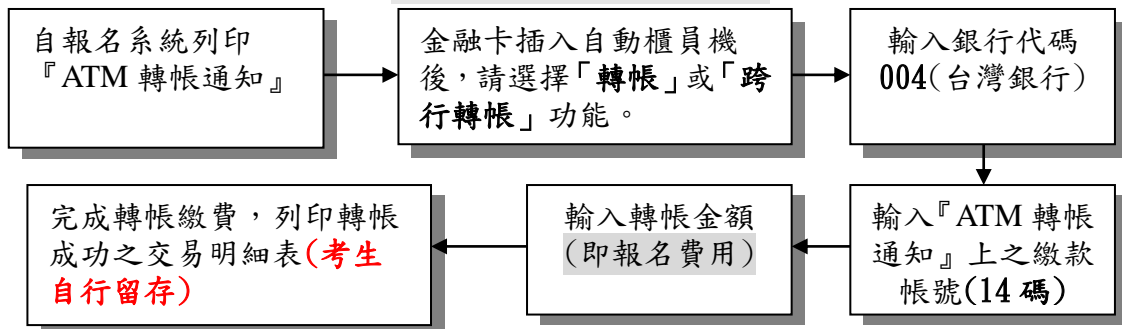 自報名系統列印
『ATM 轉帳通知』
金融卡插入自動櫃員機
後，請選擇「轉帳」或「跨
行轉帳」功能。
輸入銀行代碼
004(台灣銀行)
輸入『ATM 轉帳
通知』上之繳款
帳號(14 碼)
輸入轉帳金額
(即報名費用)
完成轉帳繳費，列印轉帳
成功之交易明細表(考生
自行留存)